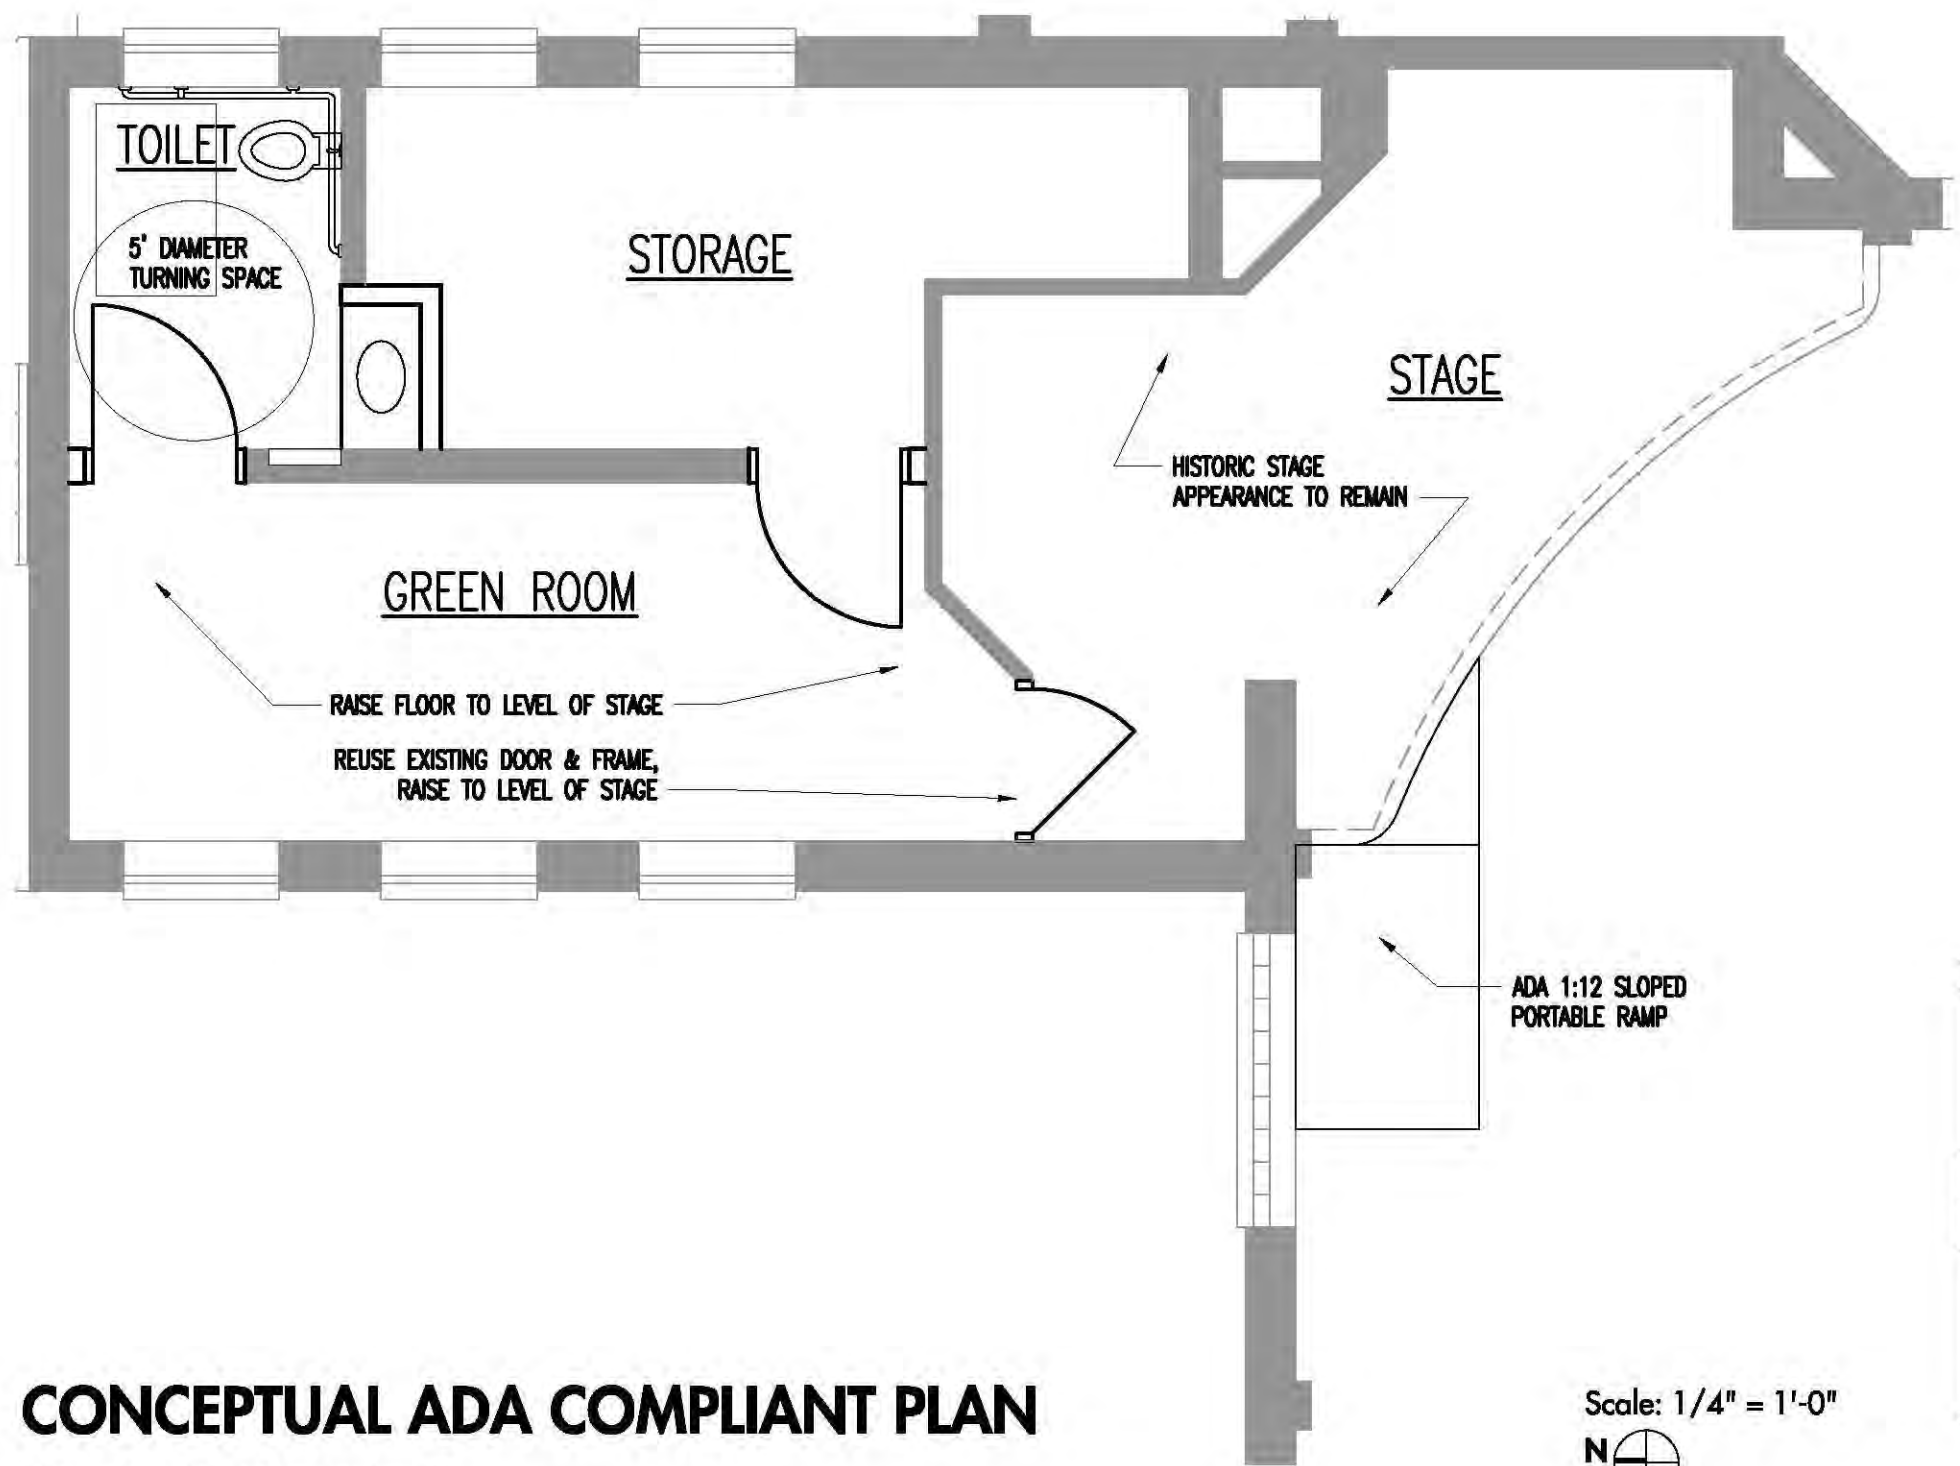 TOILET
5' DIAMETER
TURNING SPACE
STORAGE
STAGE
HISTORIC STAGE
APPEARANCE TO REMAIN
GREEN ROOM
RAISE FLOOR TO LEVEL OF STAGE
REUSE EXISTING DOOR & FRAME,
RAISE TO LEVEL OF STAGE
ADA 1:12 SLOPED
PORTABLE RAMP
CONCEPTUAL ADA COMPLIANT PLAN
Scale: 1/4" = 1'-0"
N